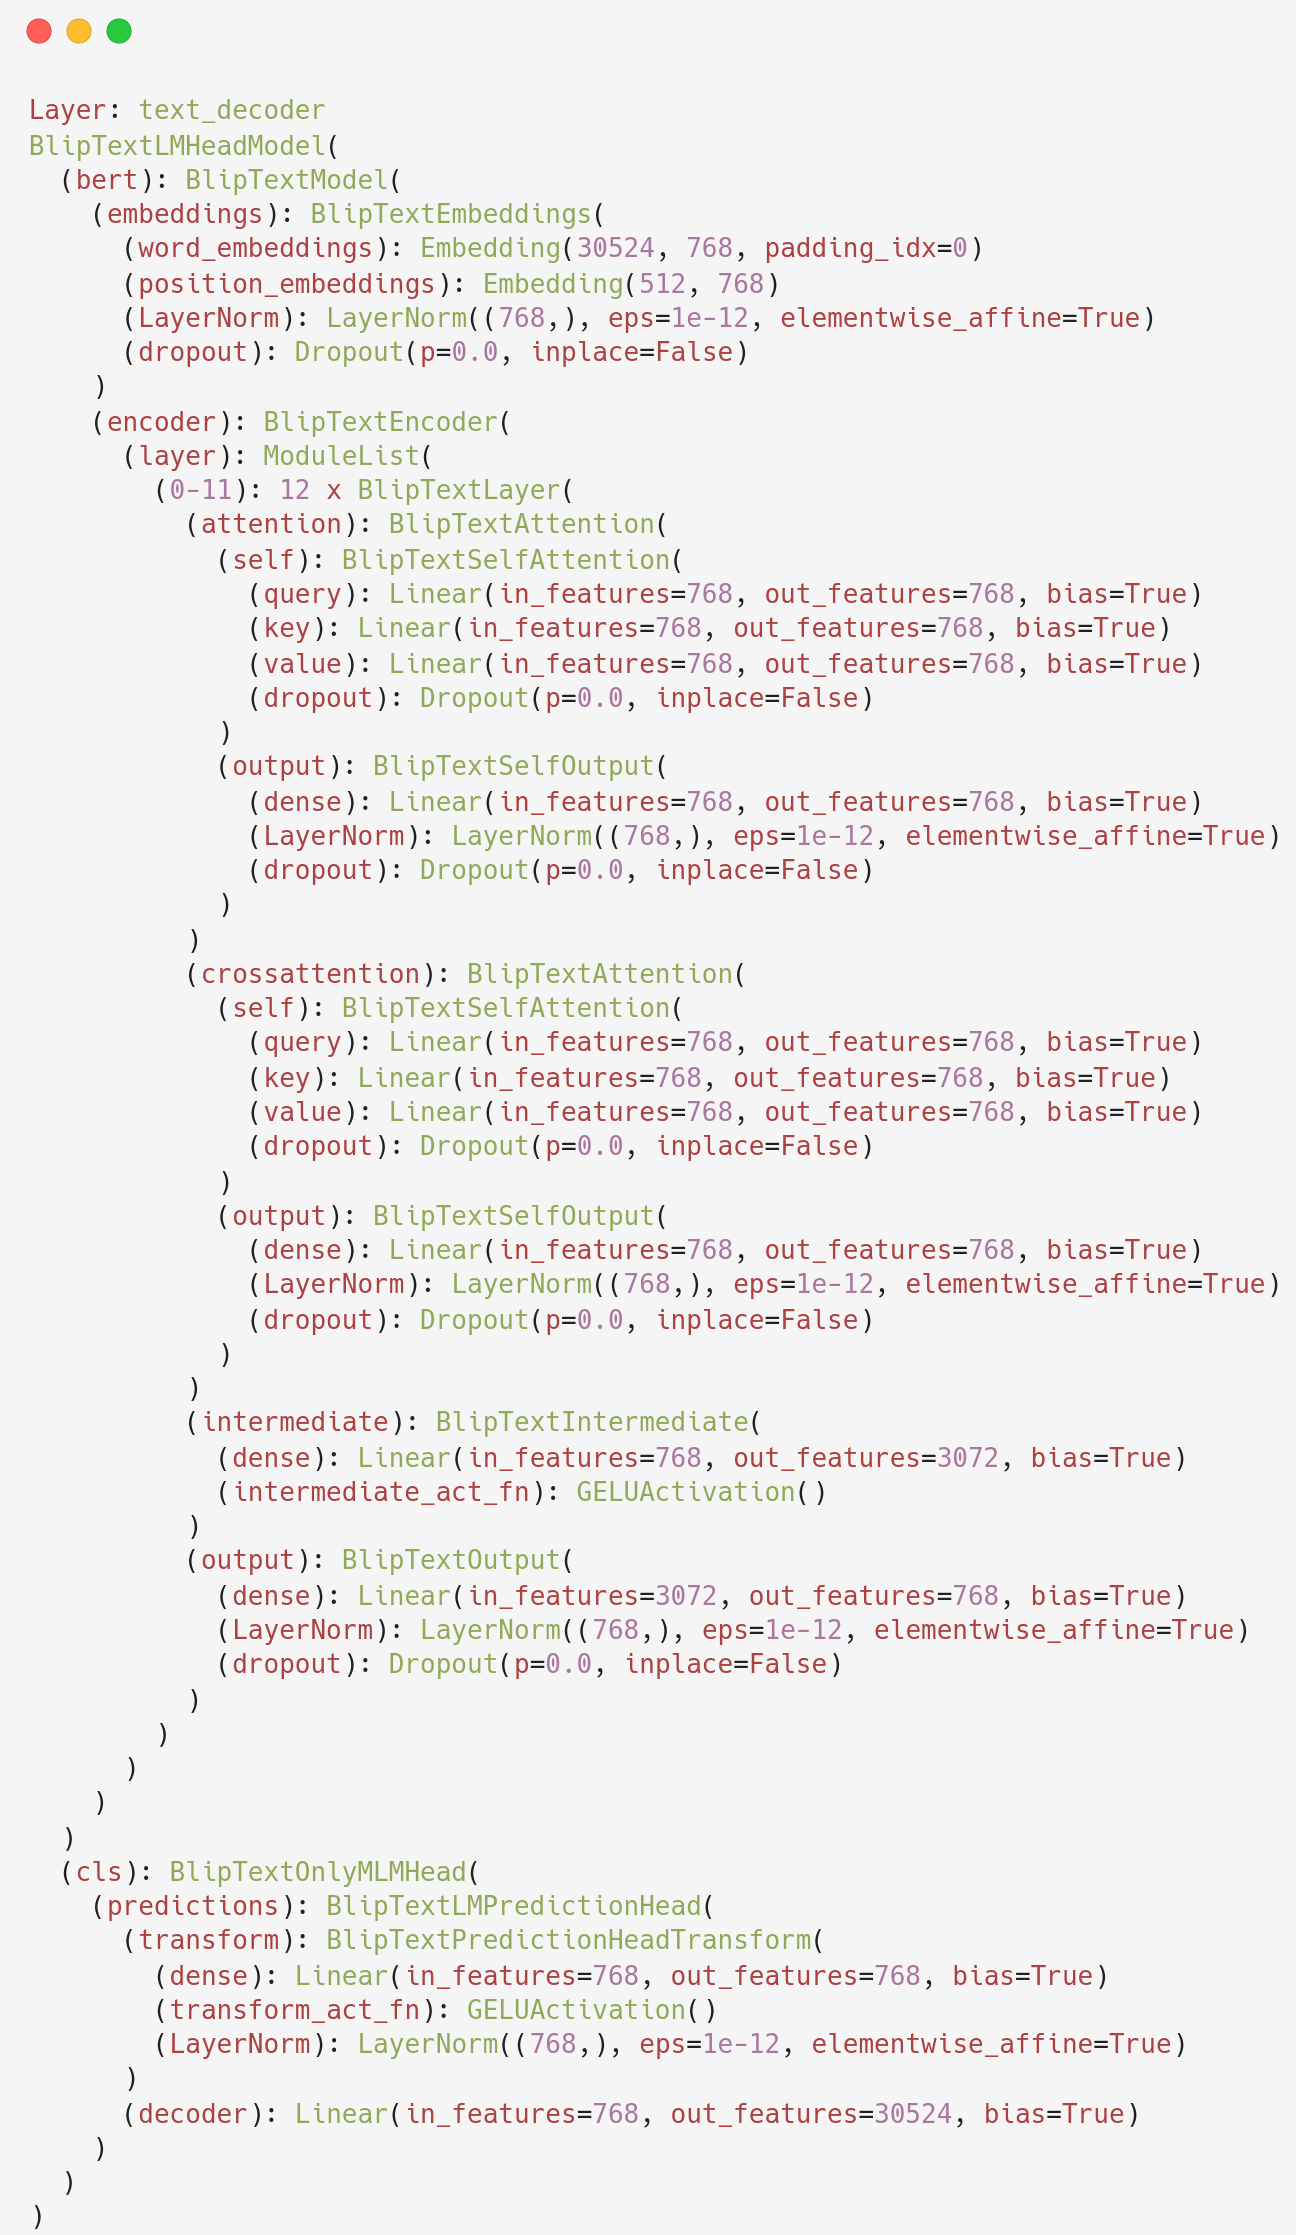 Layer: text_decoder
BlipTextLMHeadModel(
  (bert): BlipTextModel(
    (embeddings): BlipTextEmbeddings(
      (word_embeddings): Embedding(30524, 768, padding_idx=0)
      (position_embeddings): Embedding(512, 768)
      (LayerNorm): LayerNorm((768,), eps=1e-12, elementwise_affine=True)
      (dropout): Dropout(p=0.0, inplace=False)
    )
    (encoder): BlipTextEncoder(
      (layer): ModuleList(
        (0-11): 12 x BlipTextLayer(
          (attention): BlipTextAttention(
            (self): BlipTextSelfAttention(
              (query): Linear(in_features=768, out_features=768, bias=True)
              (key): Linear(in_features=768, out_features=768, bias=True)
              (value): Linear(in_features=768, out_features=768, bias=True)
              (dropout): Dropout(p=0.0, inplace=False)
            )
            (output): BlipTextSelfOutput(
              (dense): Linear(in_features=768, out_features=768, bias=True)
              (LayerNorm): LayerNorm((768,), eps=1e-12, elementwise_affine=True)
              (dropout): Dropout(p=0.0, inplace=False)
            )
          )
          (crossattention): BlipTextAttention(
            (self): BlipTextSelfAttention(
              (query): Linear(in_features=768, out_features=768, bias=True)
              (key): Linear(in_features=768, out_features=768, bias=True)
              (value): Linear(in_features=768, out_features=768, bias=True)
              (dropout): Dropout(p=0.0, inplace=False)
            )
            (output): BlipTextSelfOutput(
              (dense): Linear(in_features=768, out_features=768, bias=True)
              (LayerNorm): LayerNorm((768,), eps=1e-12, elementwise_affine=True)
              (dropout): Dropout(p=0.0, inplace=False)
            )
          )
          (intermediate): BlipTextIntermediate(
            (dense): Linear(in_features=768, out_features=3072, bias=True)
            (intermediate_act_fn): GELUActivation()
          )
          (output): BlipTextOutput(
            (dense): Linear(in_features=3072, out_features=768, bias=True)
            (LayerNorm): LayerNorm((768,), eps=1e-12, elementwise_affine=True)
            (dropout): Dropout(p=0.0, inplace=False)
          )
        )
      )
    )
  )
  (cls): BlipTextOnlyMLMHead(
    (predictions): BlipTextLMPredictionHead(
      (transform): BlipTextPredictionHeadTransform(
        (dense): Linear(in_features=768, out_features=768, bias=True)
        (transform_act_fn): GELUActivation()
        (LayerNorm): LayerNorm((768,), eps=1e-12, elementwise_affine=True)
      )
      (decoder): Linear(in_features=768, out_features=30524, bias=True)
    )
  )
)